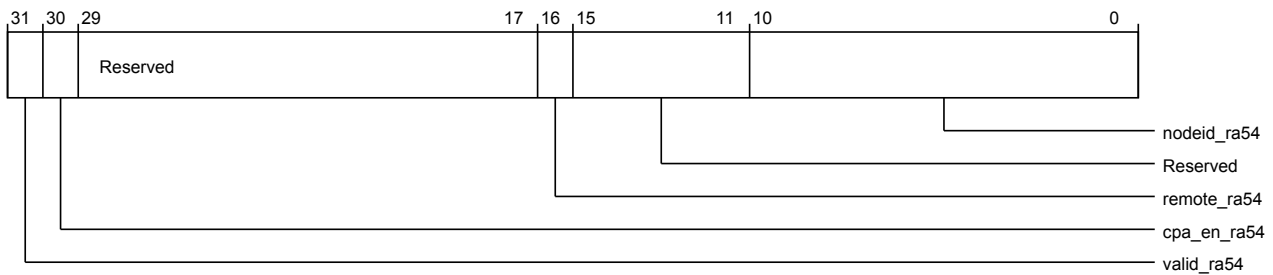 31 30 29 17 16 15 11 10 0
Reserved
nodeid_ra54
Reserved
remote_ra54
cpa_en_ra54
valid_ra54